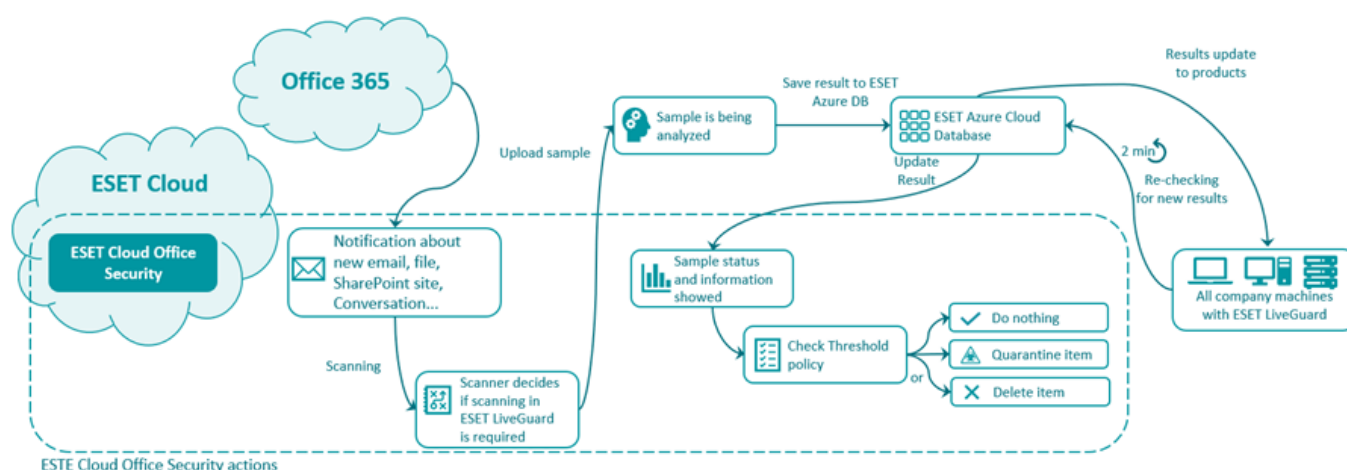 Office 365
ESET Cloud
ESET Cloud Office
Security
Notification about
new email, file,
SharePoint site,
Conversation...
Scanning
Scanner decides
if scanning in
ESET LiveGuard
is required
Upload sample
Sample is being
analyzed
Save result to ESET
Azure DB
ESET Azure Cloud
Database
Update
Result
Results update
to products
2 min
Re-checking
for new results
All company machines
with ESET LiveGuard
Sample status
and information
showed
Check Threshold
policy
or
Do nothing
Quarantine item
Delete item
ESTE Cloud Office Security actions